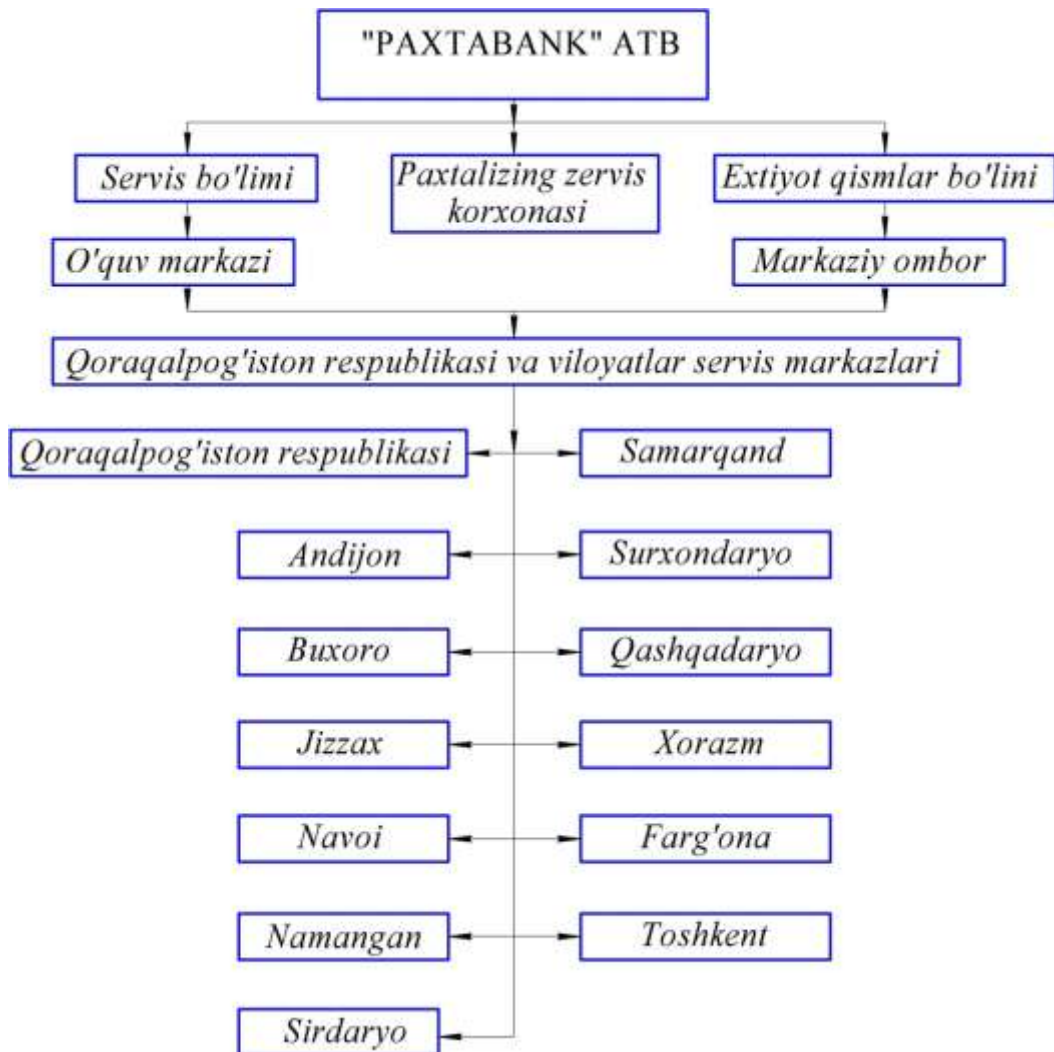 "PAXTABANK" ATB
Servis bo'limi
Paxtalizing zervis
korxonasi
Extiyot qismlar bo'lini
O'quv markazi
Markaziy ombor
Qoraqalpog'iston respublikasi va viloyatlar servis markazlari
Qoraqalpog'iston respublikasi
Samarqand
Andijon
Surxondaryo
Buxoro
Qashqadaryo
Jizzax
Xorazm
Navoi
Farg'ona
Namangan
Toshkent
Sirdaryo